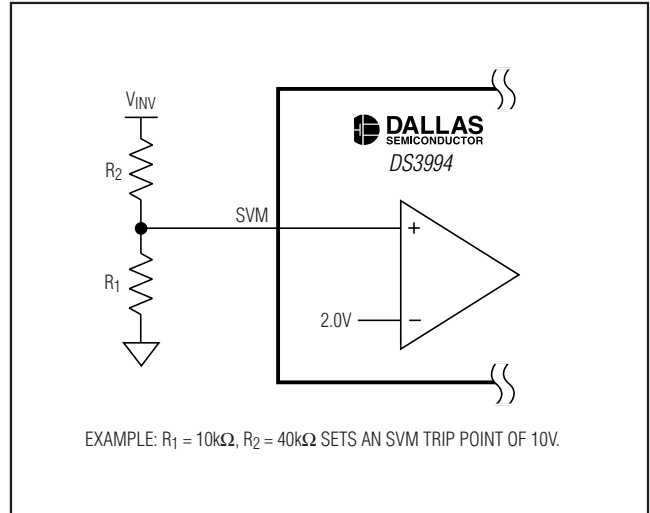 V_INV
DALLAS
SEMICONDUCTOR
DS3994
R₂
SVM
+
R₁
2.0V
−
EXAMPLE: R₁ = 10kΩ, R₂ = 40kΩ SETS AN SVM TRIP POINT OF 10V.